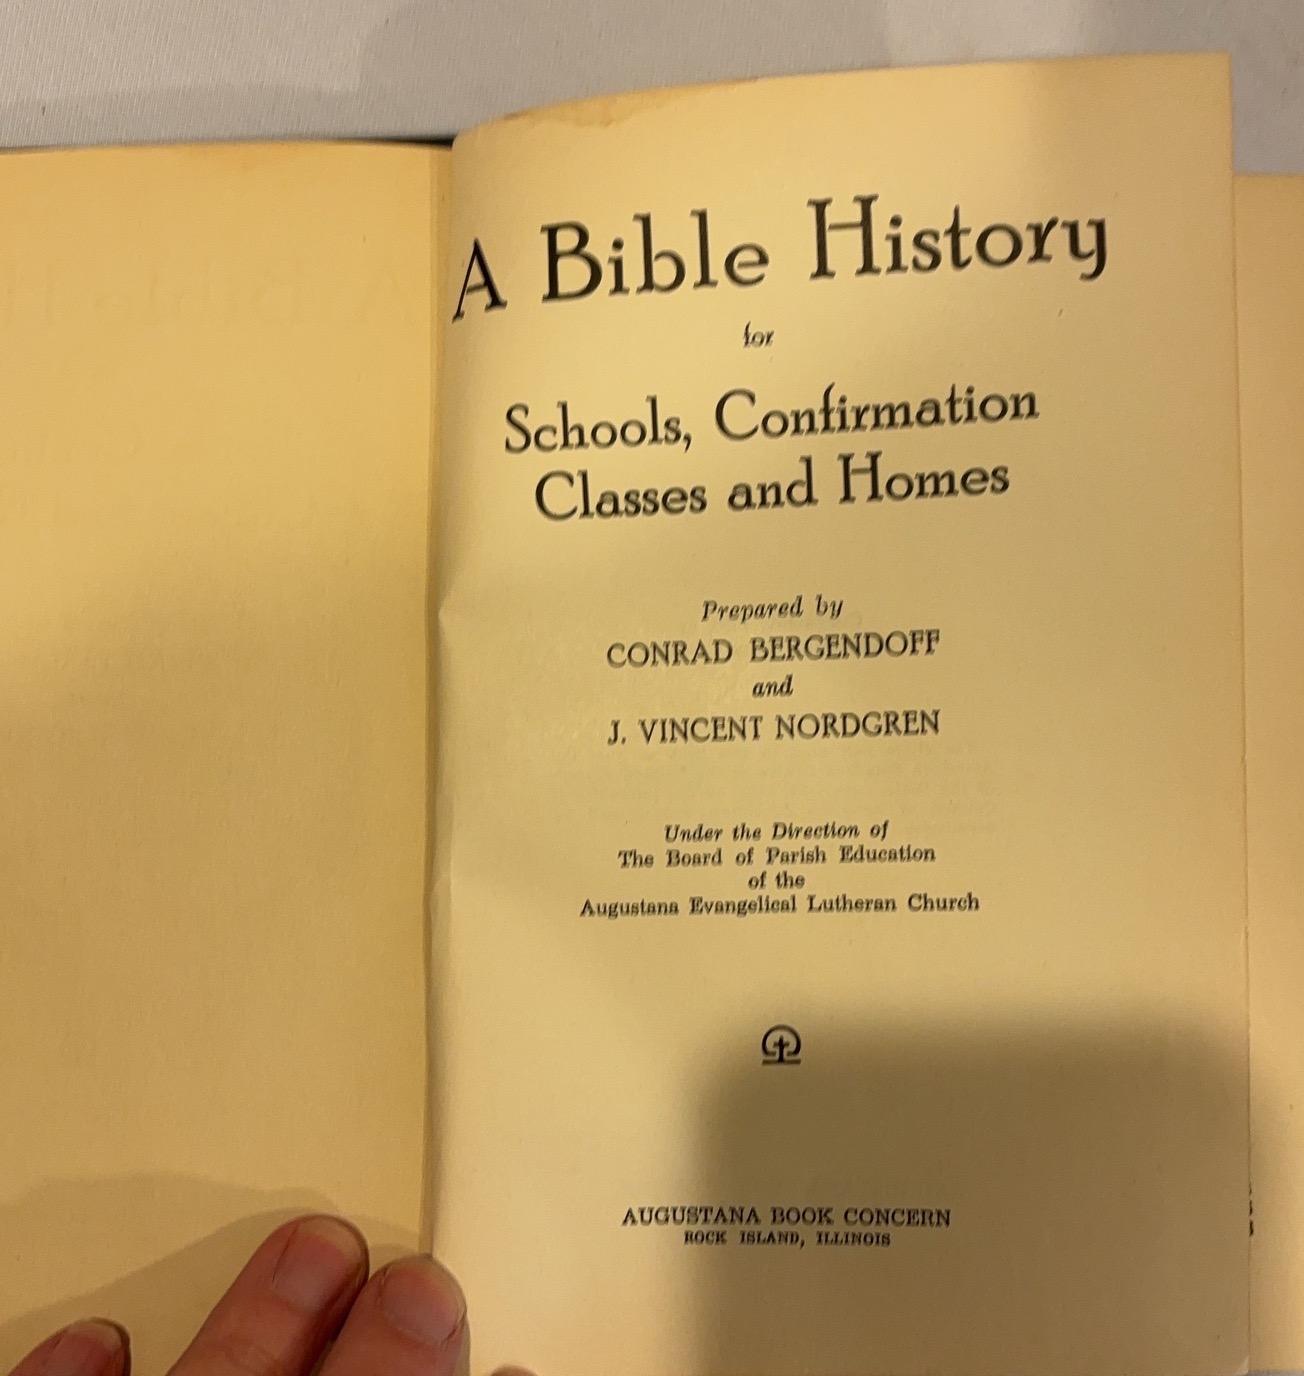 A Bible History
for
Schools, Confirmation
Classes and Homes
Prepared by
CONRAD BERGENDOFF
and
J. VINCENT NORDGREN
Under the Direction of
The Board of Parish Education
of the
Augustana Evangelical Lutheran Church
AUGUSTANA BOOK CONCERN
ROCK ISLAND, ILLINOIS